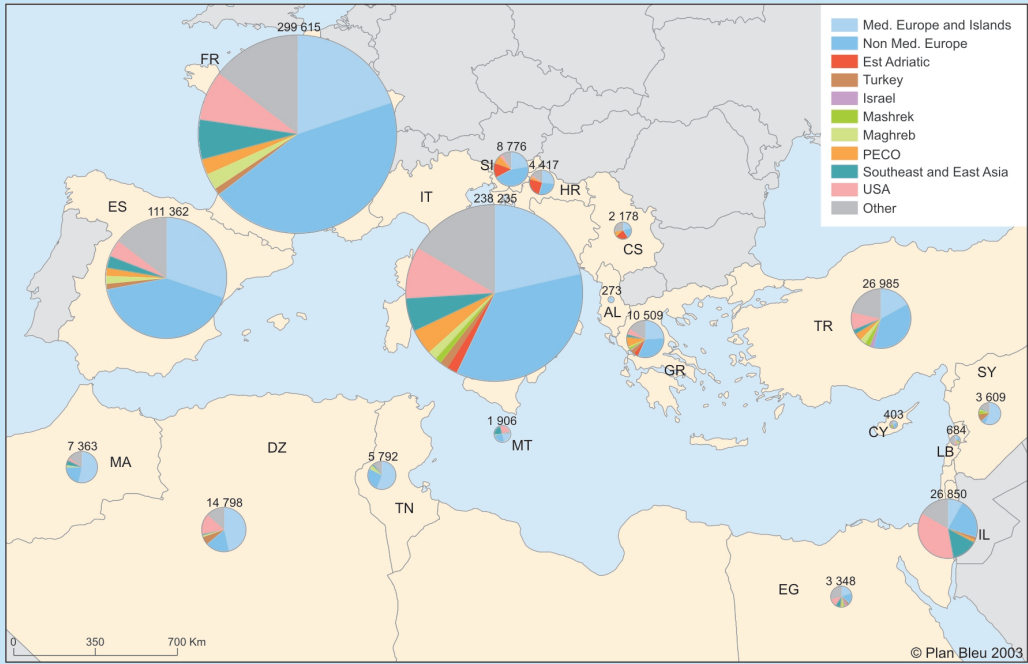 299 615
FR
Med. Europe and Islands
Non Med. Europe
Est Adriatic
Turkey
Israel
Mashrek
Maghreb
PECO
Southeast and East Asia
USA
Other
8 776
SI
4 417
HR
IT
238 235
ES
111 362
2 178
CS
273
AL
10 509
GR
26 985
TR
SY
3 609
403
CY
684
LB
1 906
MT
7 363
MA
DZ
5 792
TN
14 798
26 850
IL
3 348
EG
0 350 700 Km
© Plan Bleu 2003